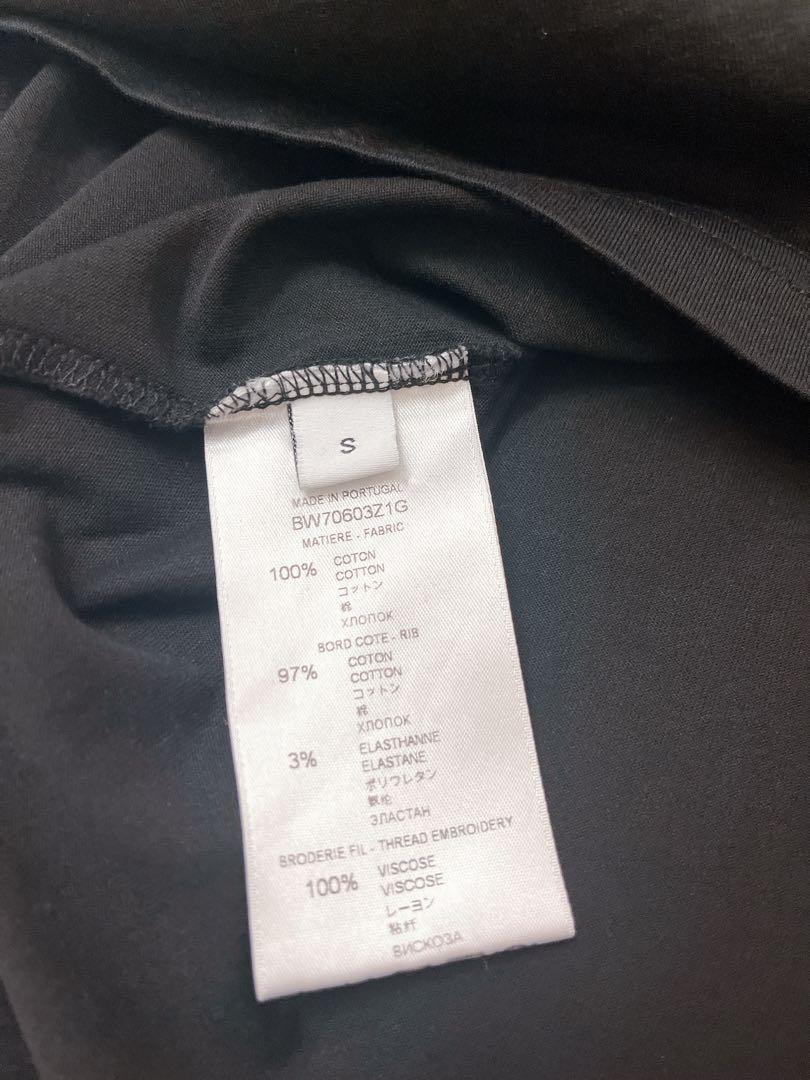 S
MADE IN PORTUGAL
BW70603Z1G
MATIERE - FABRIC
100% COTON
COTTON
コットン
棉
ХЛОПОК
BORD COTE - RIB
97% COTON
COTTON
コットン
棉
ХЛОПОК
3% ELASTHANNE
ELASTANE
ポリウレタン
氨纶
ЭЛАСТАН
BRODERIE FIL - THREAD EMBROIDERY
100% VISCOSE
VISCOSE
レーヨン
粘纤
ВИСКОЗА